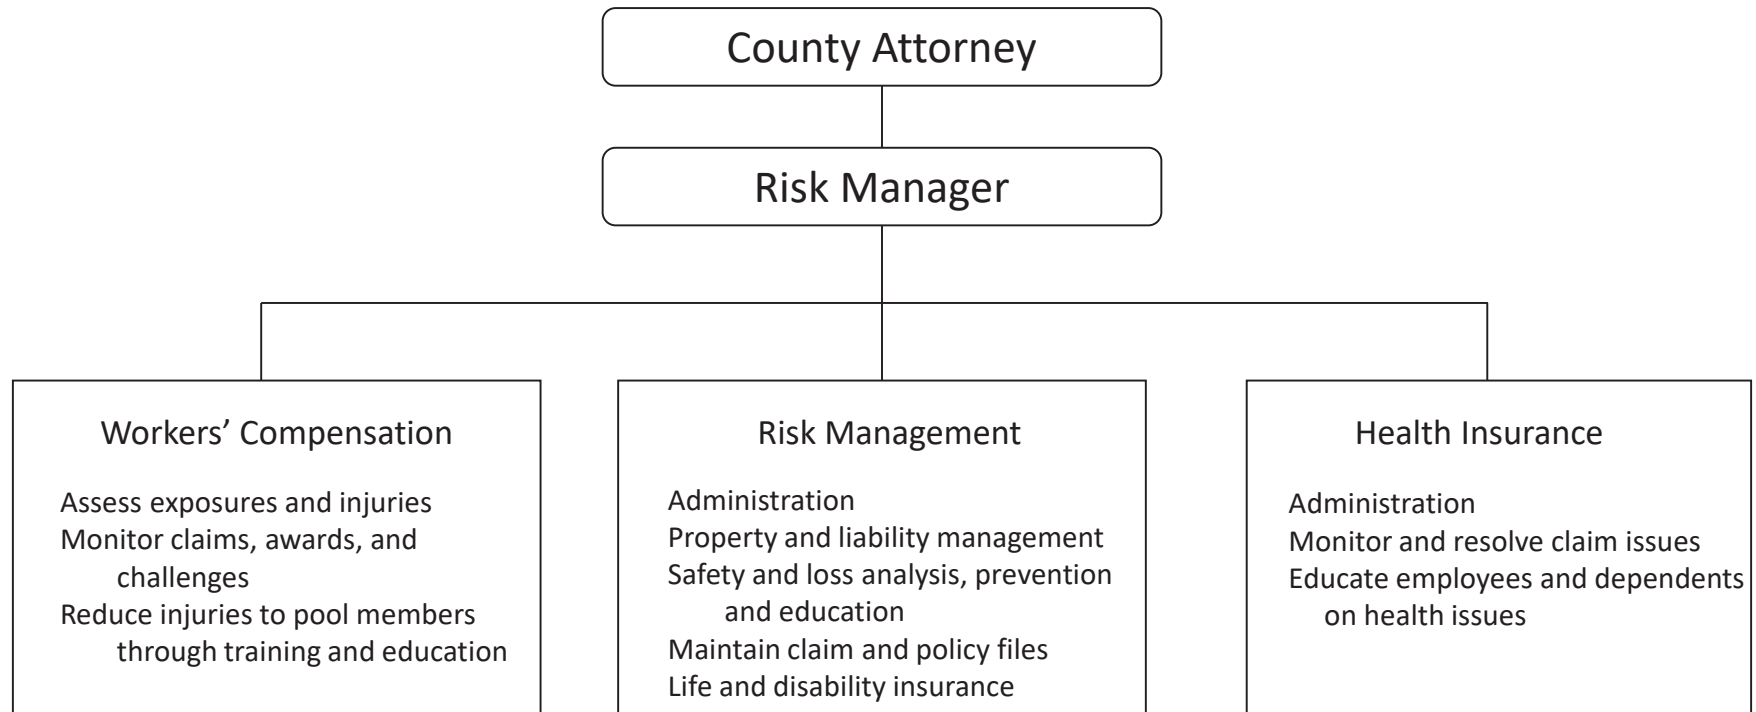 County Attorney
Risk Manager
Workers’ Compensation
Assess exposures and injuries
Monitor claims, awards, and
challenges
Reduce injuries to pool members
through training and education
Risk Management
Administration
Property and liability management
Safety and loss analysis, prevention
and education
Maintain claim and policy files
Life and disability insurance
Health Insurance
Administration
Monitor and resolve claim issues
Educate employees and dependents
on health issues